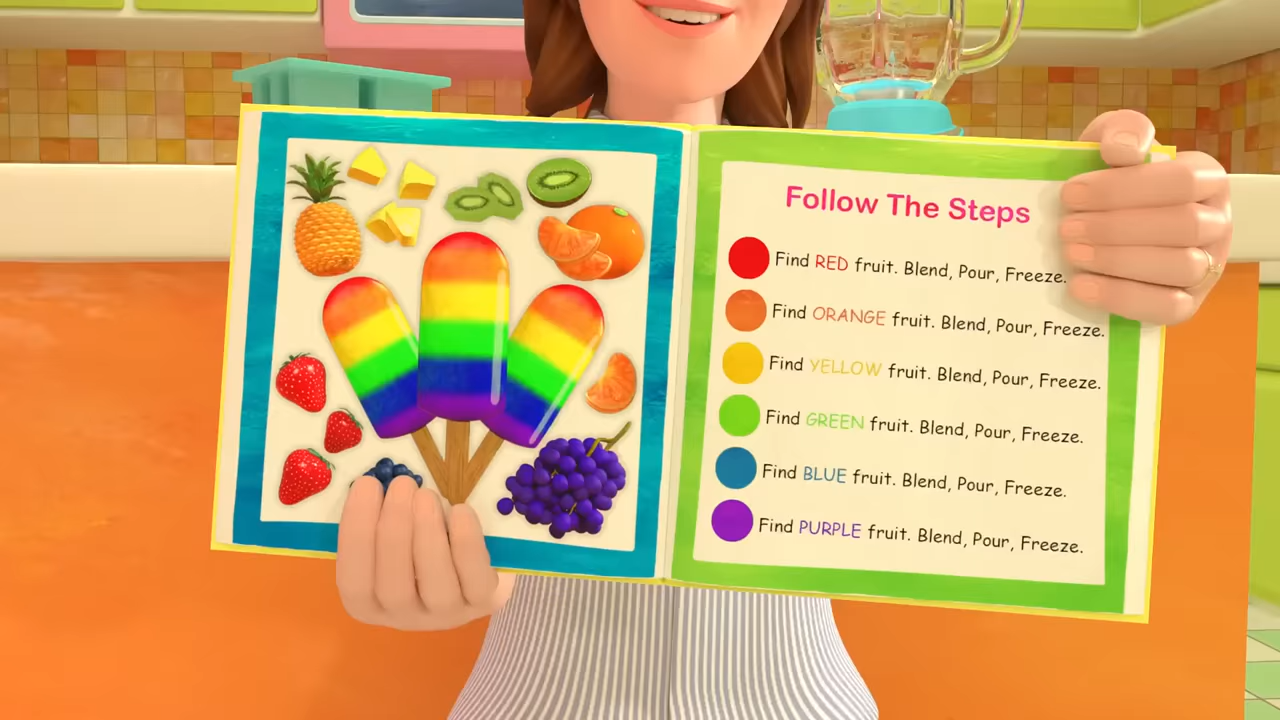 Follow The Steps
Find RED fruit. Blend, Pour, Freeze.
Find ORANGE fruit. Blend, Pour, Freeze.
Find YELLOW fruit. Blend, Pour, Freeze.
Find GREEN fruit. Blend, Pour, Freeze.
Find BLUE fruit. Blend, Pour, Freeze.
Find PURPLE fruit. Blend, Pour, Freeze.